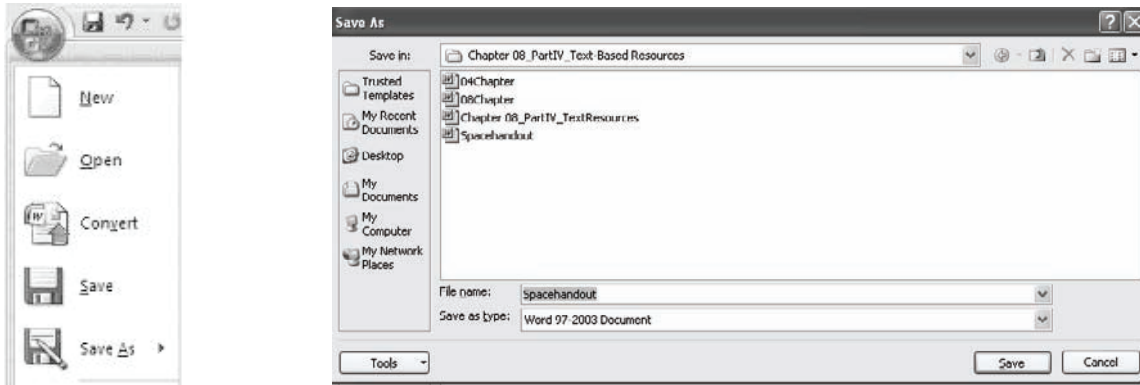 New
Open
Convert
Save
Save As
Save As
Save in:
Chapter 08_PartIV_Text-Based Resources
Trusted
Templates
My Recent
Documents
Desktop
My
Documents
My
Computer
My Network
Places
04Chapter
08Chapter
Chapter 08_PartIV_TextResources
Spacehandout
File name:
Spacehandout
Save as type:
Word 97-2003 Document
Tools
Save
Cancel